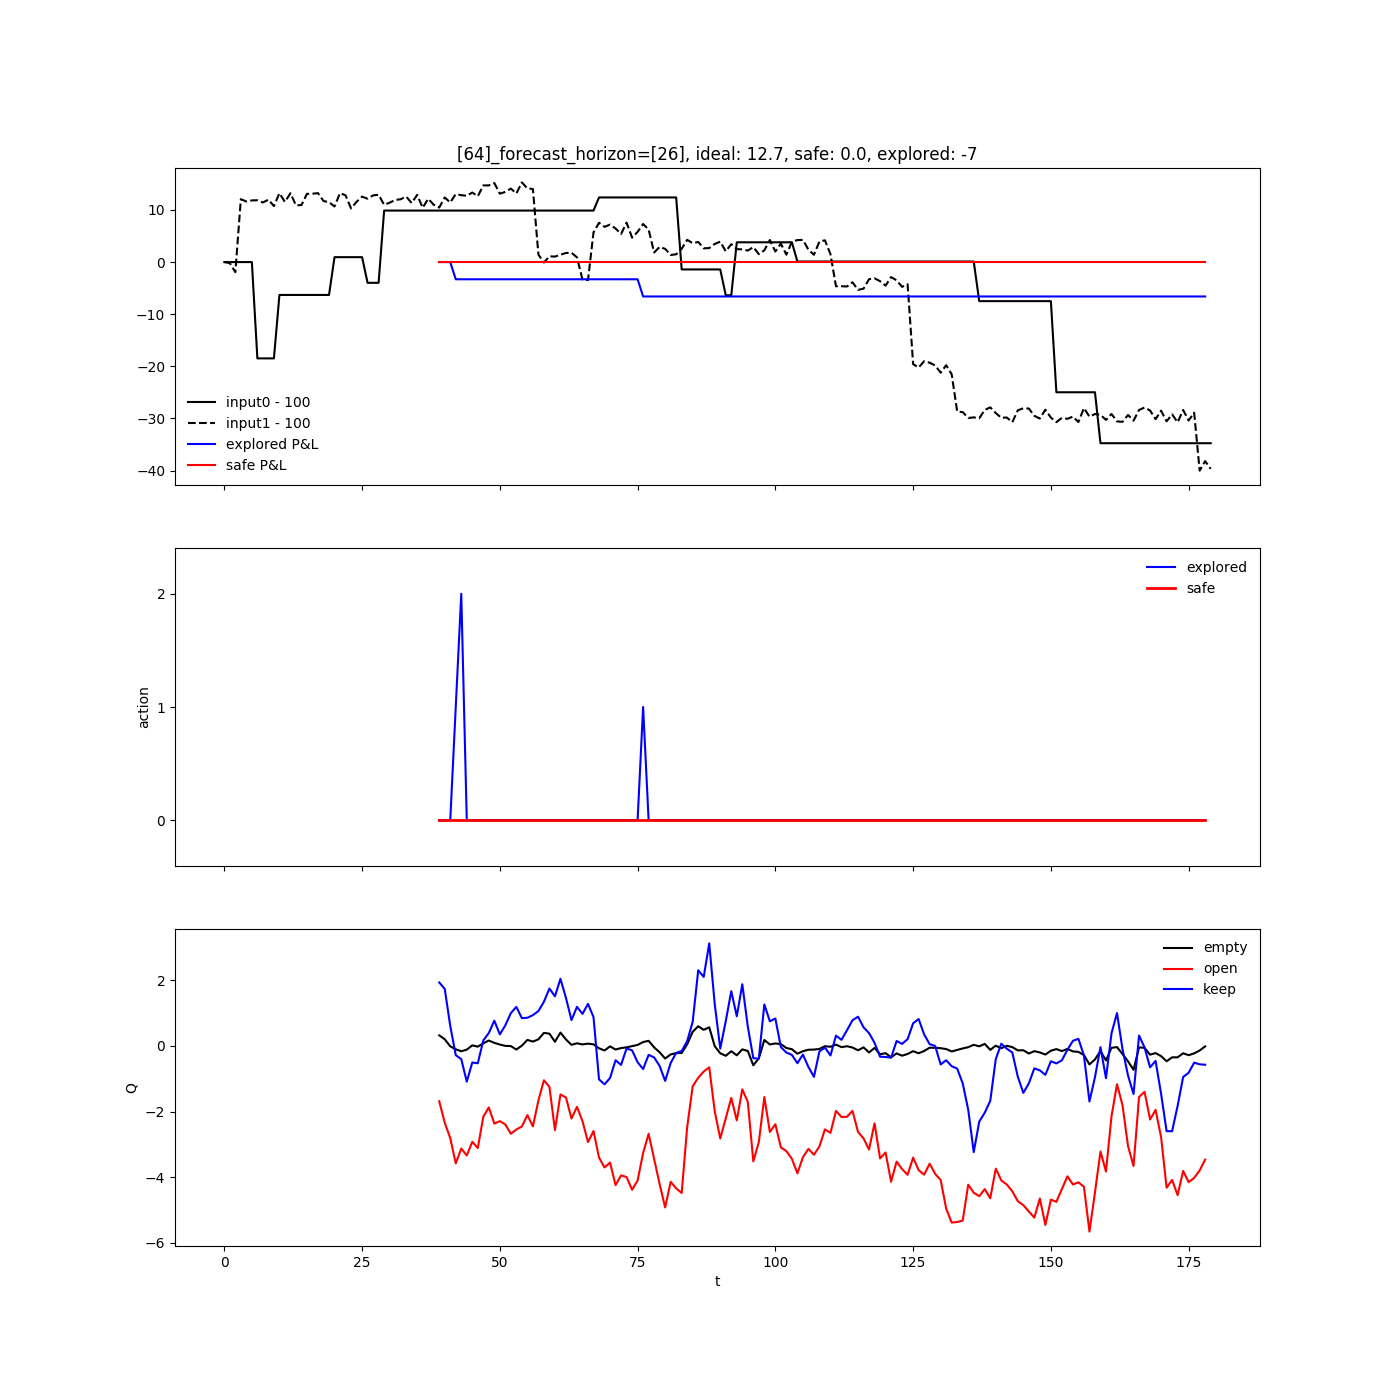 [64]_forecast_horizon=[26], ideal: 12.7, safe: 0.0, explored: -7
10
0
−10
−20
−30
−40
input0 - 100
input1 - 100
explored P&L
safe P&L
action
2
1
0
explored
safe
Q
2
0
−2
−4
−6
empty
open
keep
0 25 50 75 100 125 150 175
t